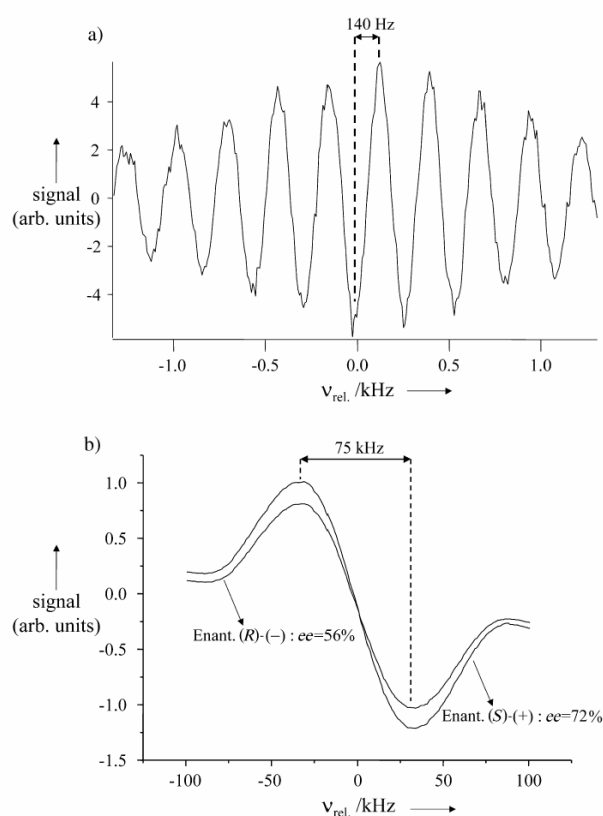 140 Hz
a)
4
2
0
-2
-4
signal
(arb. units)
-1.0
-0.5
0.0
0.5
1.0
νrel. /kHz
b)
75 kHz
1.0
0.5
0.0
-0.5
-1.0
-1.5
signal
(arb. units)
Enant. (R)-(−) : ee=56%
Enant. (S)-(+) : ee=72%
-100
-50
0
50
100
νrel. /kHz